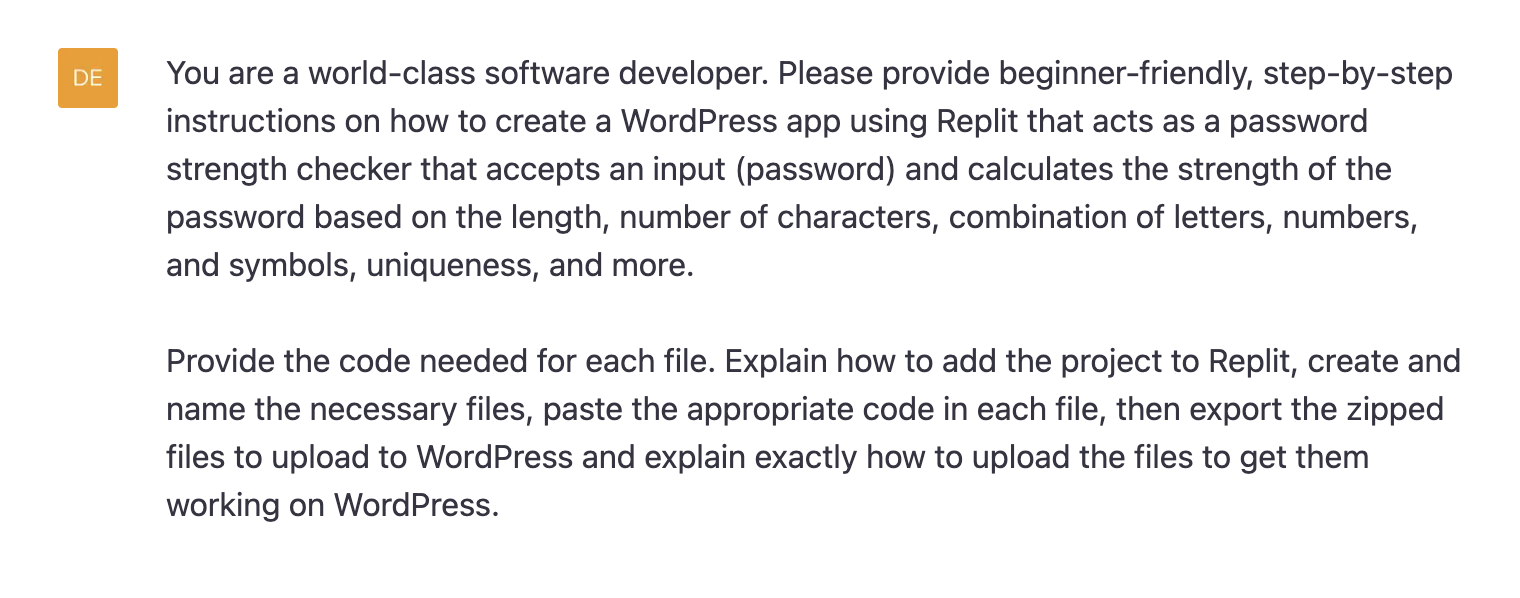 DE
You are a world-class software developer. Please provide beginner-friendly, step-by-step
instructions on how to create a WordPress app using Replit that acts as a password
strength checker that accepts an input (password) and calculates the strength of the
password based on the length, number of characters, combination of letters, numbers,
and symbols, uniqueness, and more.
Provide the code needed for each file. Explain how to add the project to Replit, create and
name the necessary files, paste the appropriate code in each file, then export the zipped
files to upload to WordPress and explain exactly how to upload the files to get them
working on WordPress.